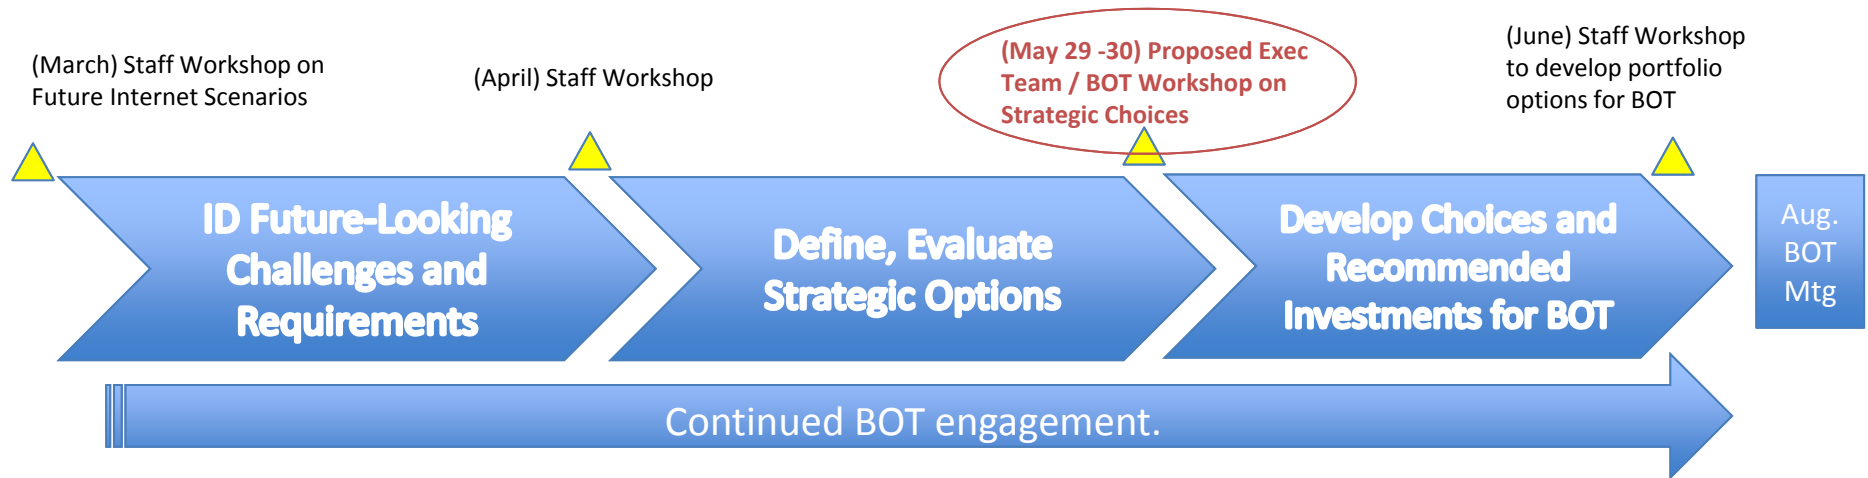 (March) Staff Workshop on
Future Internet Scenarios
(April) Staff Workshop
(May 29 -30) Proposed Exec
Team / BOT Workshop on
Strategic Choices
(June) Staff Workshop
to develop portfolio
options for BOT
ID Future-Looking
Challenges and
Requirements
Define, Evaluate
Strategic Options
Develop Choices and
Recommended
Investments for BOT
Aug.
BOT
Mtg
Continued BOT engagement.